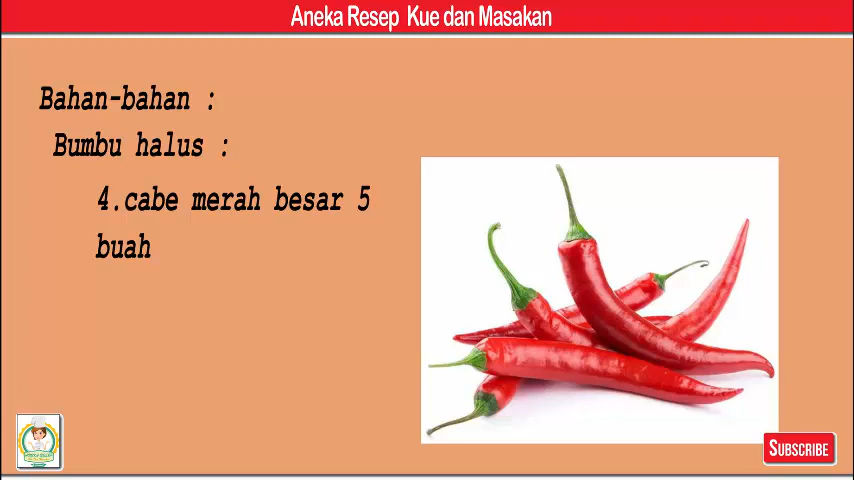 Aneka Resep Kue dan Masakan
Bahan-bahan :
Bumbu halus :
4.cabe merah besar 5
buah
SUBSCRIBE